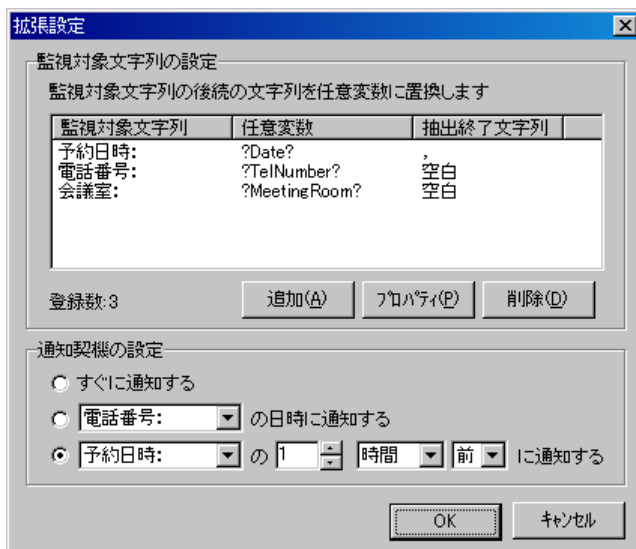 拡張設定
監視対象文字列の設定
監視対象文字列の後続の文字列を任意変数に置換します
監視対象文字列 任意変数 抽出終了文字列
予約日時: ?Date? ,
電話番号: ?TelNumber? 空白
会議室: ?MeetingRoom? 空白
登録数:3 追加(A) プロパティ(P) 削除(D)
通知契機の設定
すぐに通知する
電話番号: の日時に通知する
予約日時: の 1 時間 前 に通知する
OK キャンセル